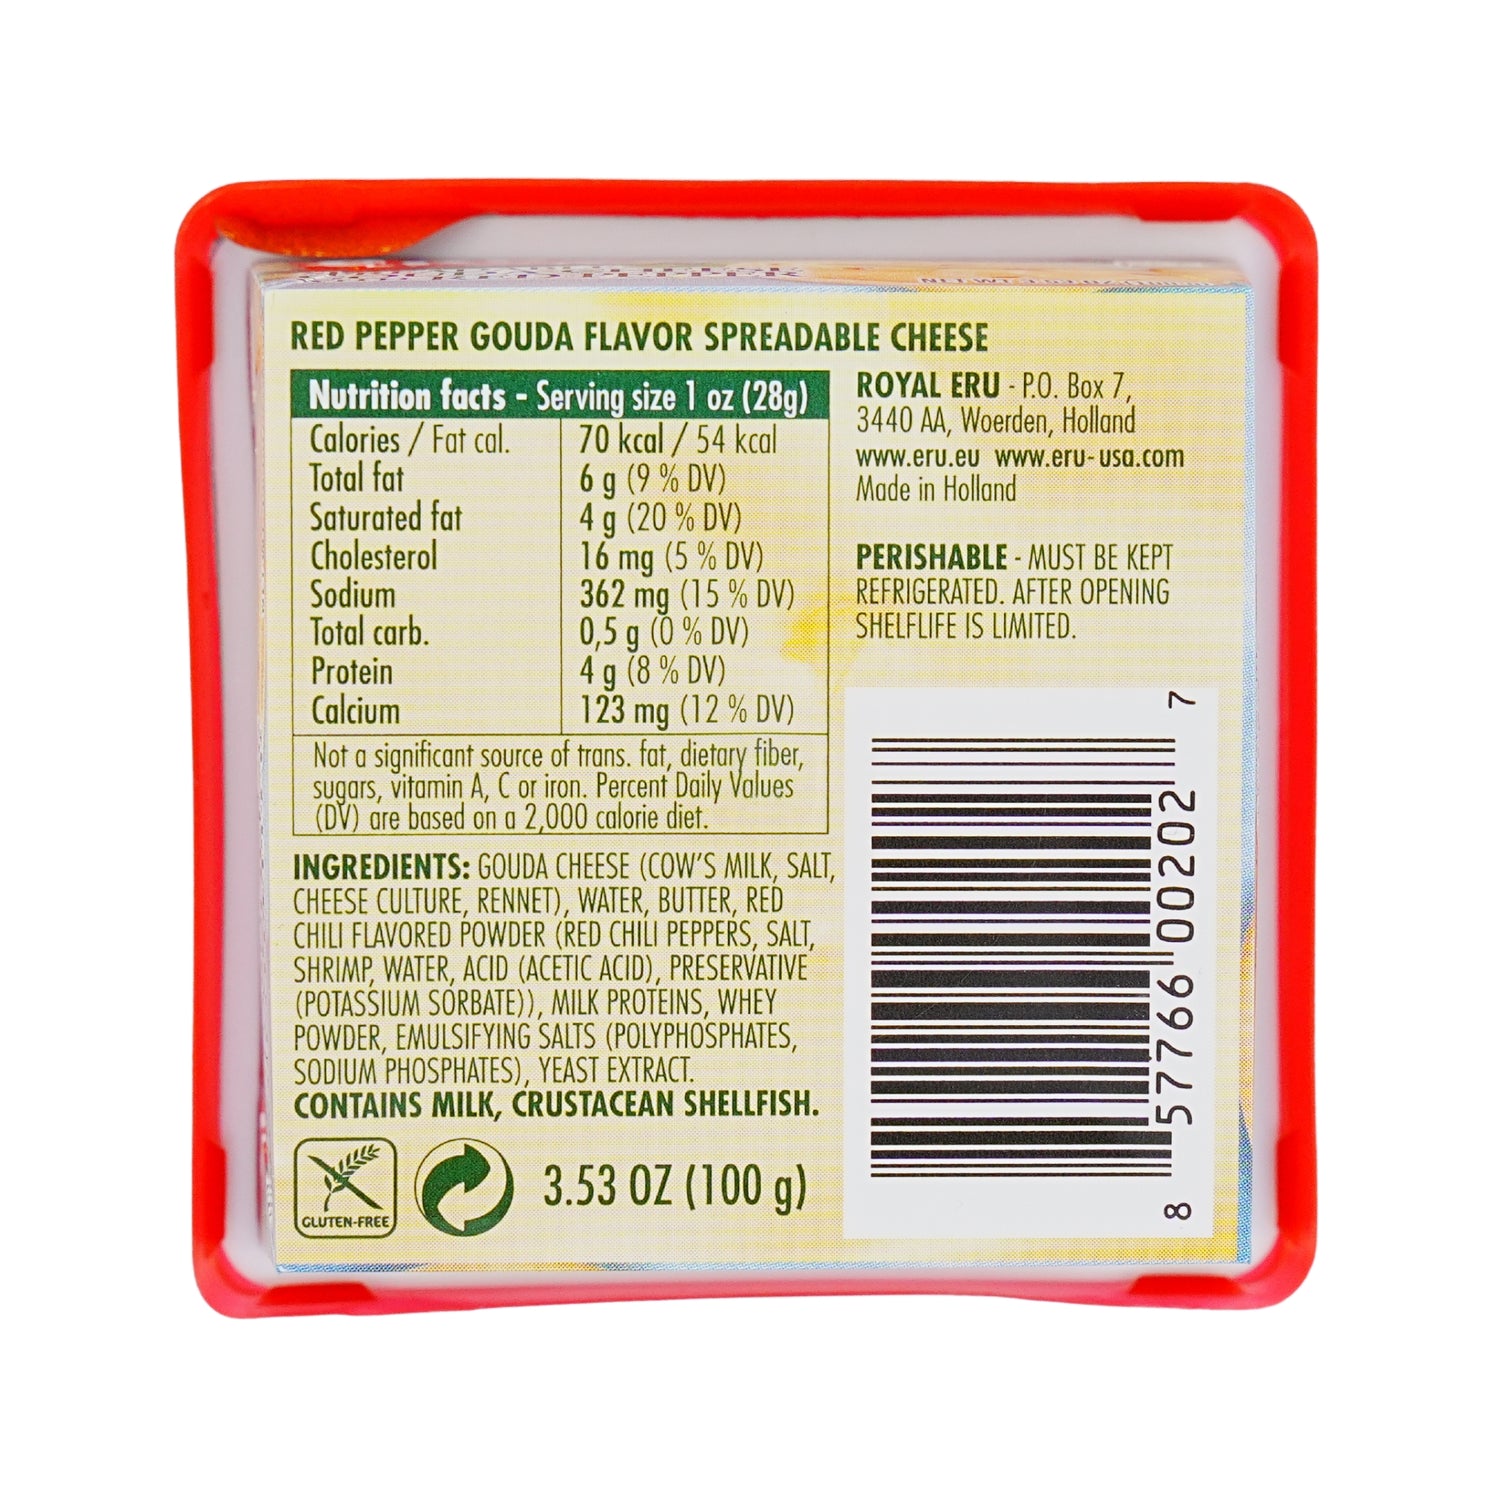 RED PEPPER GOUDA FLAVOR SPREADABLE CHEESE
Nutrition facts - Serving size 1 oz (28g)
Calories / Fat cal. 70 kcal / 54 kcal
Total fat 6 g (9 % DV)
Saturated fat 4 g (20 % DV)
Cholesterol 16 mg (5 % DV)
Sodium 362 mg (15 % DV)
Total carb. 0,5 g (0 % DV)
Protein 4 g (8 % DV)
Calcium 123 mg (12 % DV)
Not a significant source of trans. fat, dietary fiber,
sugars, vitamin A, C or iron. Percent Daily Values
(DV) are based on a 2,000 calorie diet.
INGREDIENTS: GOUDA CHEESE (COW'S MILK, SALT,
CHEESE CULTURE, RENNET), WATER, BUTTER, RED
CHILI FLAVORED POWDER (RED CHILI PEPPERS, SALT,
SHRIMP, WATER, ACID (ACETIC ACID), PRESERVATIVE
(POTASSIUM SORBATE)), MILK PROTEINS, WHEY
POWDER, EMULSIFYING SALTS (POLYPHOSPHATES,
SODIUM PHOSPHATES), YEAST EXTRACT.
CONTAINS MILK, CRUSTACEAN SHELLFISH.
GLUTEN-FREE
3.53 OZ (100 g)
ROYAL ERU - P.O. Box 7,
3440 AA, Woerden, Holland
www.eru.eu www.eru-usa.com
Made in Holland
PERISHABLE - MUST BE KEPT
REFRIGERATED. AFTER OPENING
SHELFLIFE IS LIMITED.
8 57766 00202 7